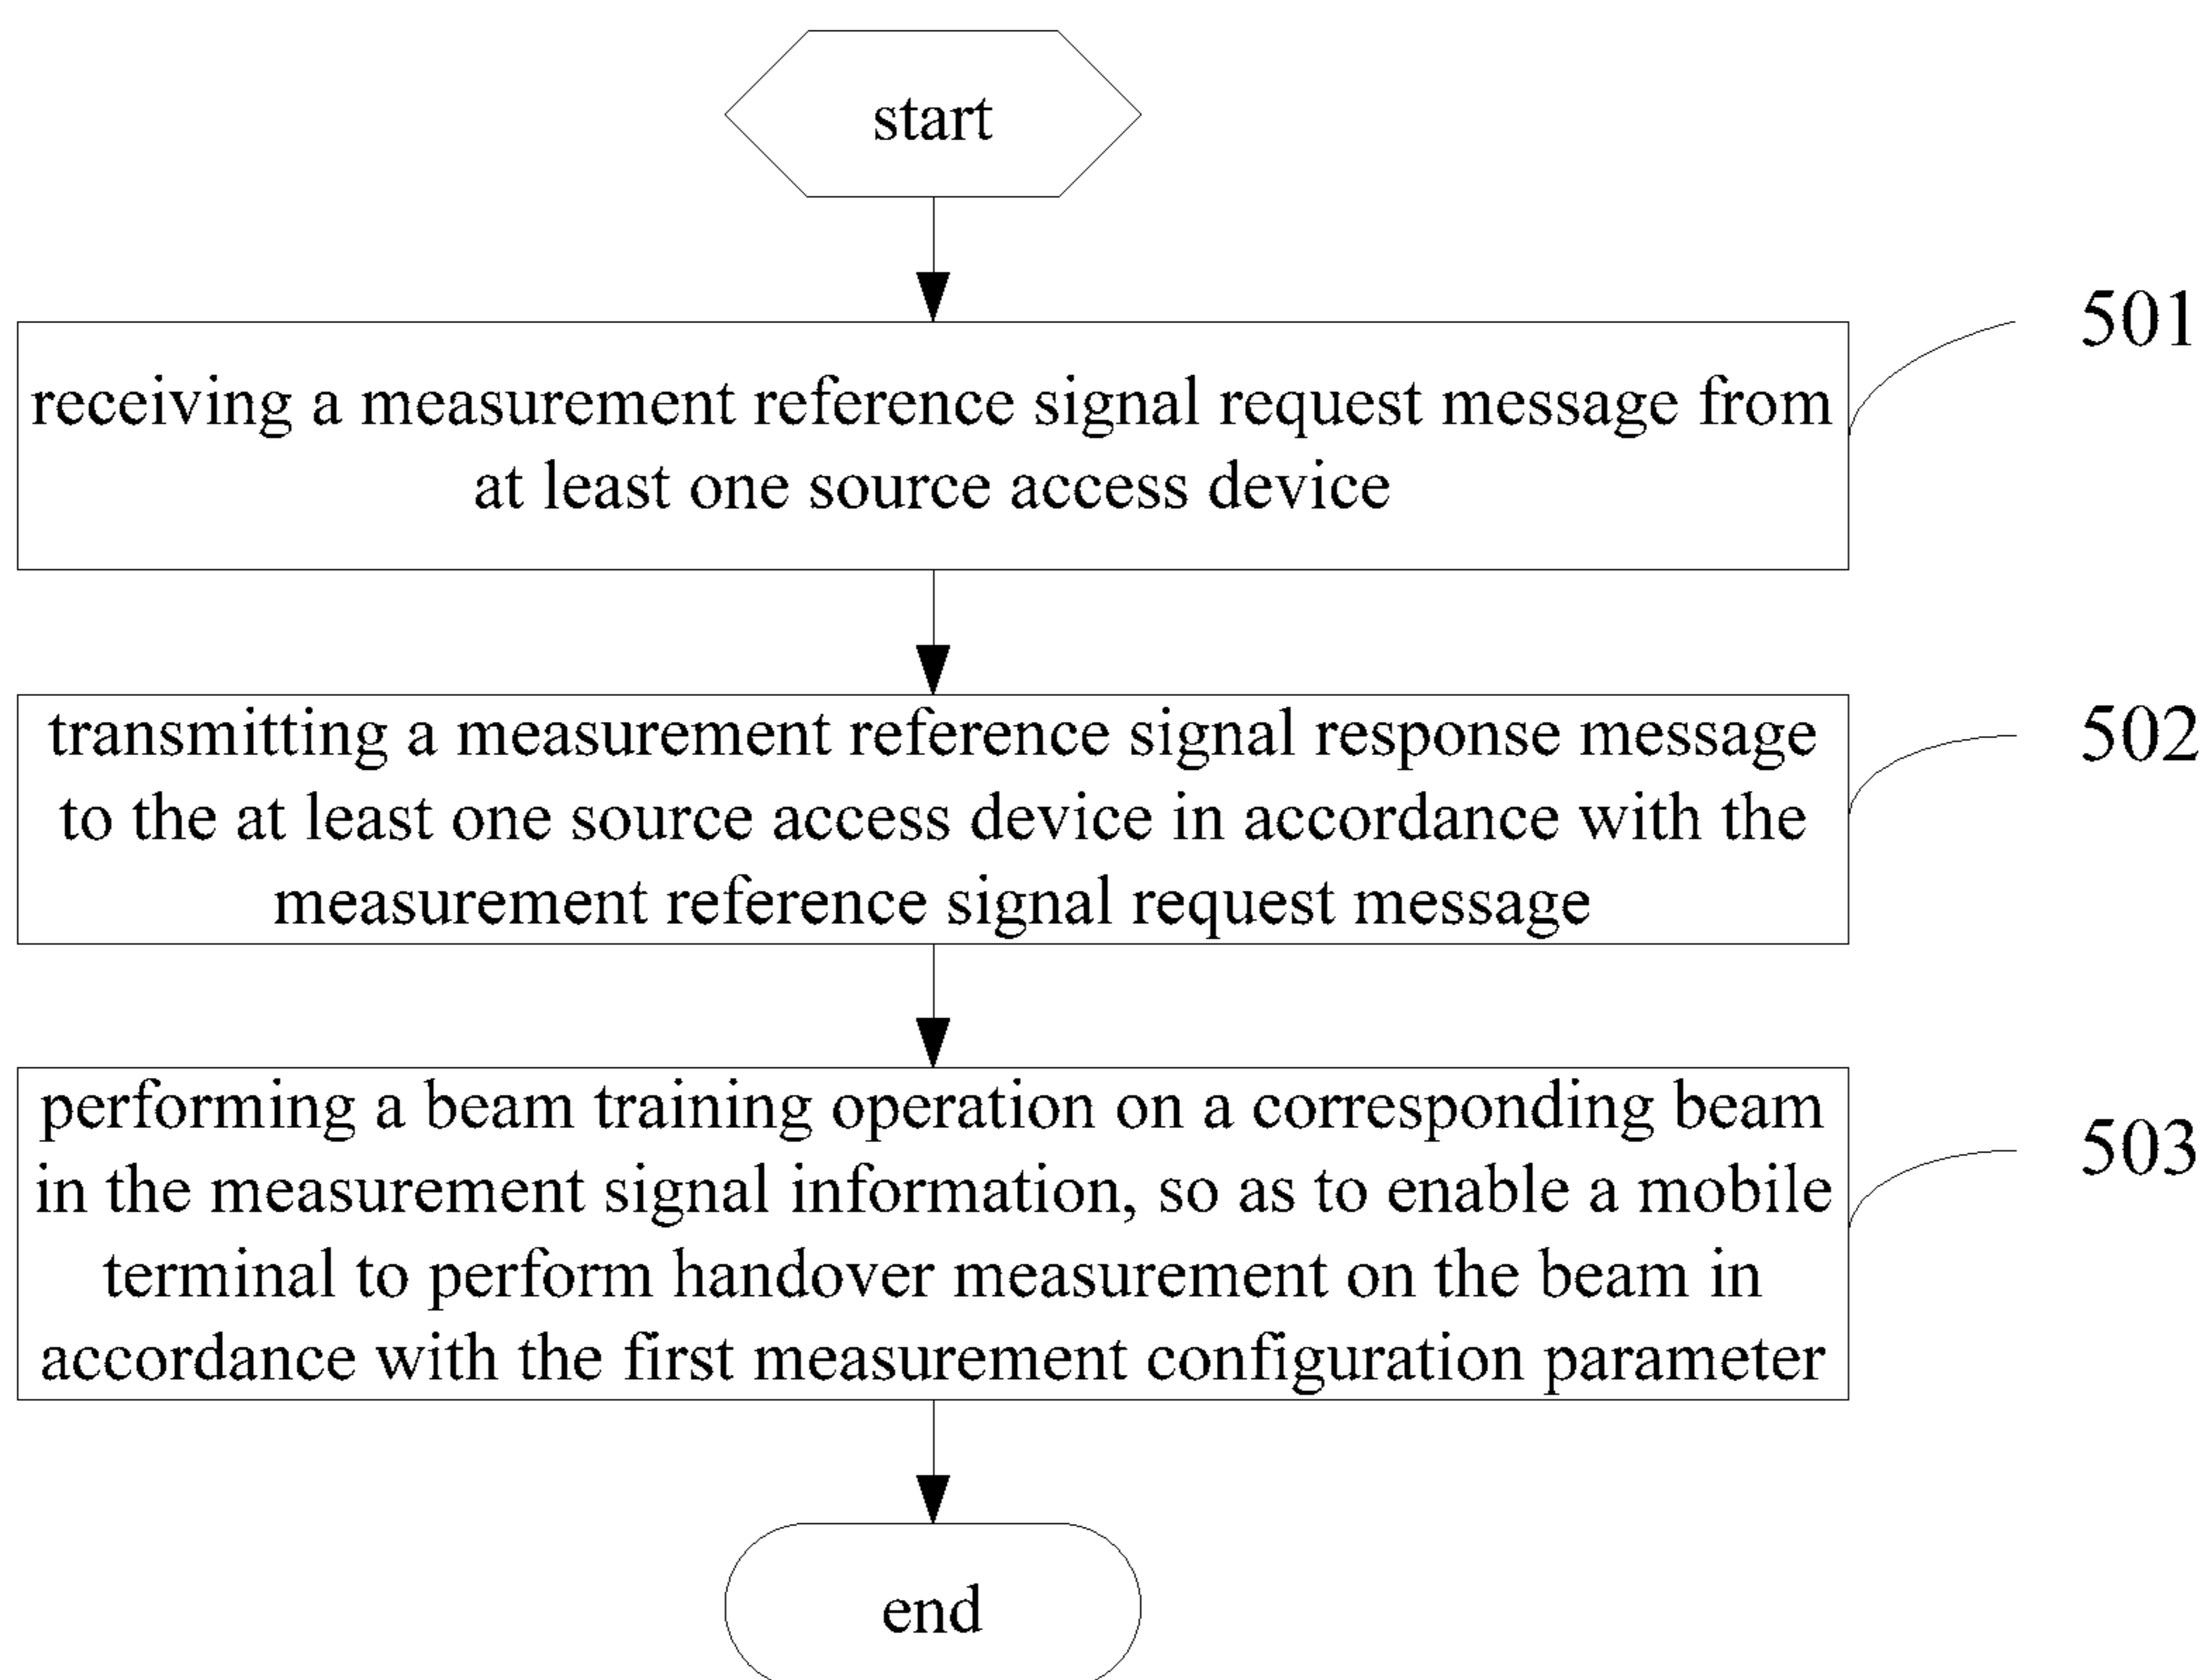 start
501
receiving a measurement reference signal request message from
at least one source access device
502
transmitting a measurement reference signal response message
to the at least one source access device in accordance with the
measurement reference signal request message
503
performing a beam training operation on a corresponding beam
in the measurement signal information, so as to enable a mobile
terminal to perform handover measurement on the beam in
accordance with the first measurement configuration parameter
end